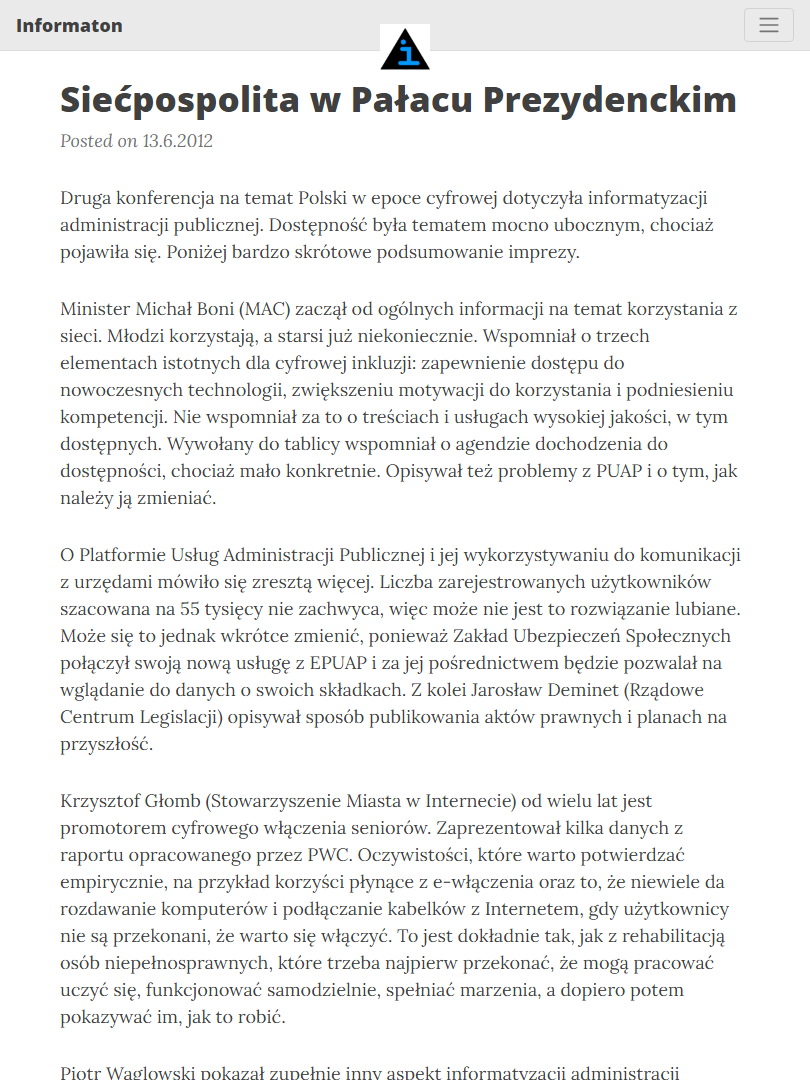 Informaton
i
Siećpospolita w Pałacu Prezydenckim
Posted on 13.6.2012
Druga konferencja na temat Polski w epoce cyfrowej dotyczyła informatyzacji
administracji publicznej. Dostępność była tematem mocno ubocznym, chociaż
pojawiła się. Poniżej bardzo skrótowe podsumowanie imprezy.
Minister Michał Boni (MAC) zaczął od ogólnych informacji na temat korzystania z
sieci. Młodzi korzystają, a starsi już niekoniecznie. Wspomniał o trzech
elementach istotnych dla cyfrowej inkluzji: zapewnienie dostępu do
nowoczesnych technologii, zwiększeniu motywacji do korzystania i podniesieniu
kompetencji. Nie wspomniał za to o treściach i usługach wysokiej jakości, w tym
dostępnych. Wywołany do tablicy wspomniał o agendzie dochodzenia do
dostępności, chociaż mało konkretnie. Opisywał też problemy z PUAP i o tym, jak
należy ją zmieniać.
O Platformie Usług Administracji Publicznej i jej wykorzystywaniu do komunikacji
z urzędami mówiło się zresztą więcej. Liczba zarejestrowanych użytkowników
szacowana na 55 tysięcy nie zachwyca, więc może nie jest to rozwiązanie lubiane.
Może się to jednak wkrótce zmienić, ponieważ Zakład Ubezpieczeń Społecznych
połączył swoją nową usługę z EPUAP i za jej pośrednictwem będzie pozwalał na
wglądanie do danych o swoich składkach. Z kolei Jarosław Deminet (Rządowe
Centrum Legislacji) opisywał sposób publikowania aktów prawnych i planach na
przyszłość.
Krzysztof Głomb (Stowarzyszenie Miasta w Internecie) od wielu lat jest
promotorem cyfrowego włączenia seniorów. Zaprezentował kilka danych z
raportu opracowanego przez PWC. Oczywistości, które warto potwierdzać
empirycznie, na przykład korzyści płynące z e-włączenia oraz to, że niewiele da
rozdawanie komputerów i podłączanie kabelków z Internetem, gdy użytkownicy
nie są przekonani, że warto się włączyć. To jest dokładnie tak, jak z rehabilitacją
osób niepełnosprawnych, które trzeba najpierw przekonać, że mogą pracować
uczyć się, funkcjonować samodzielnie, spełniać marzenia, a dopiero potem
pokazywać im, jak to robić.
Piotr Waglowski pokazał zupełnie inny aspekt informatyzacji administracji